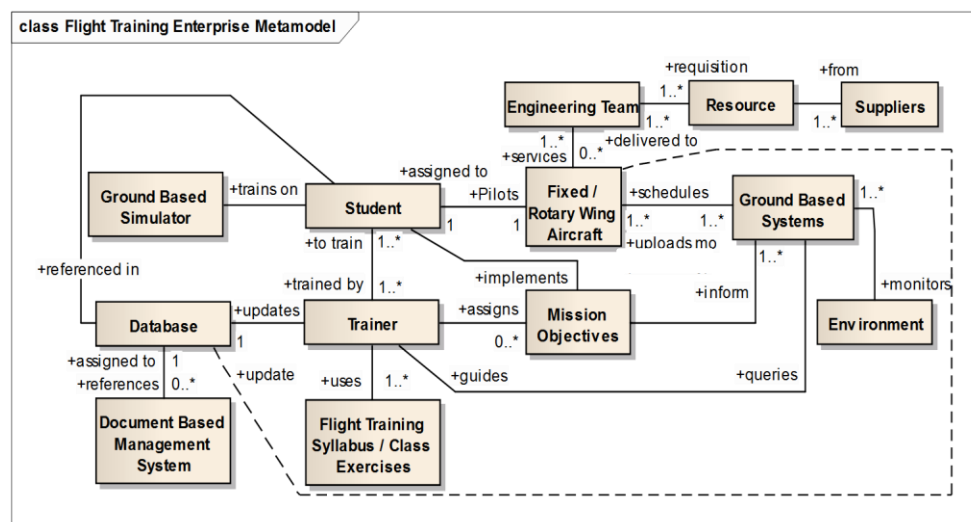 class Flight Training Enterprise Metamodel
+requisition
+from
Engineering Team
1..*
1..*
Resource
1..*
Suppliers
1..*
0..*
+delivered to
+services
+assigned to
Ground Based
Simulator
+trains on
Student
+Pilots
1
1
Fixed /
Rotary Wing
Aircraft
+schedules
1..*
1..*
+uploads mo
Ground Based
Systems
1..*
1..*
+to train
1..*
+referenced in
+implements
+inform
+monitors
+trained by
1..*
Database
+updates
1
Trainer
+assigns
0..*
Mission
Objectives
Environment
+assigned to
1
+references
0..*
+update
+uses
1..*
+guides
+queries
Document Based
Management
System
Flight Training
Syllabus / Class
Exercises